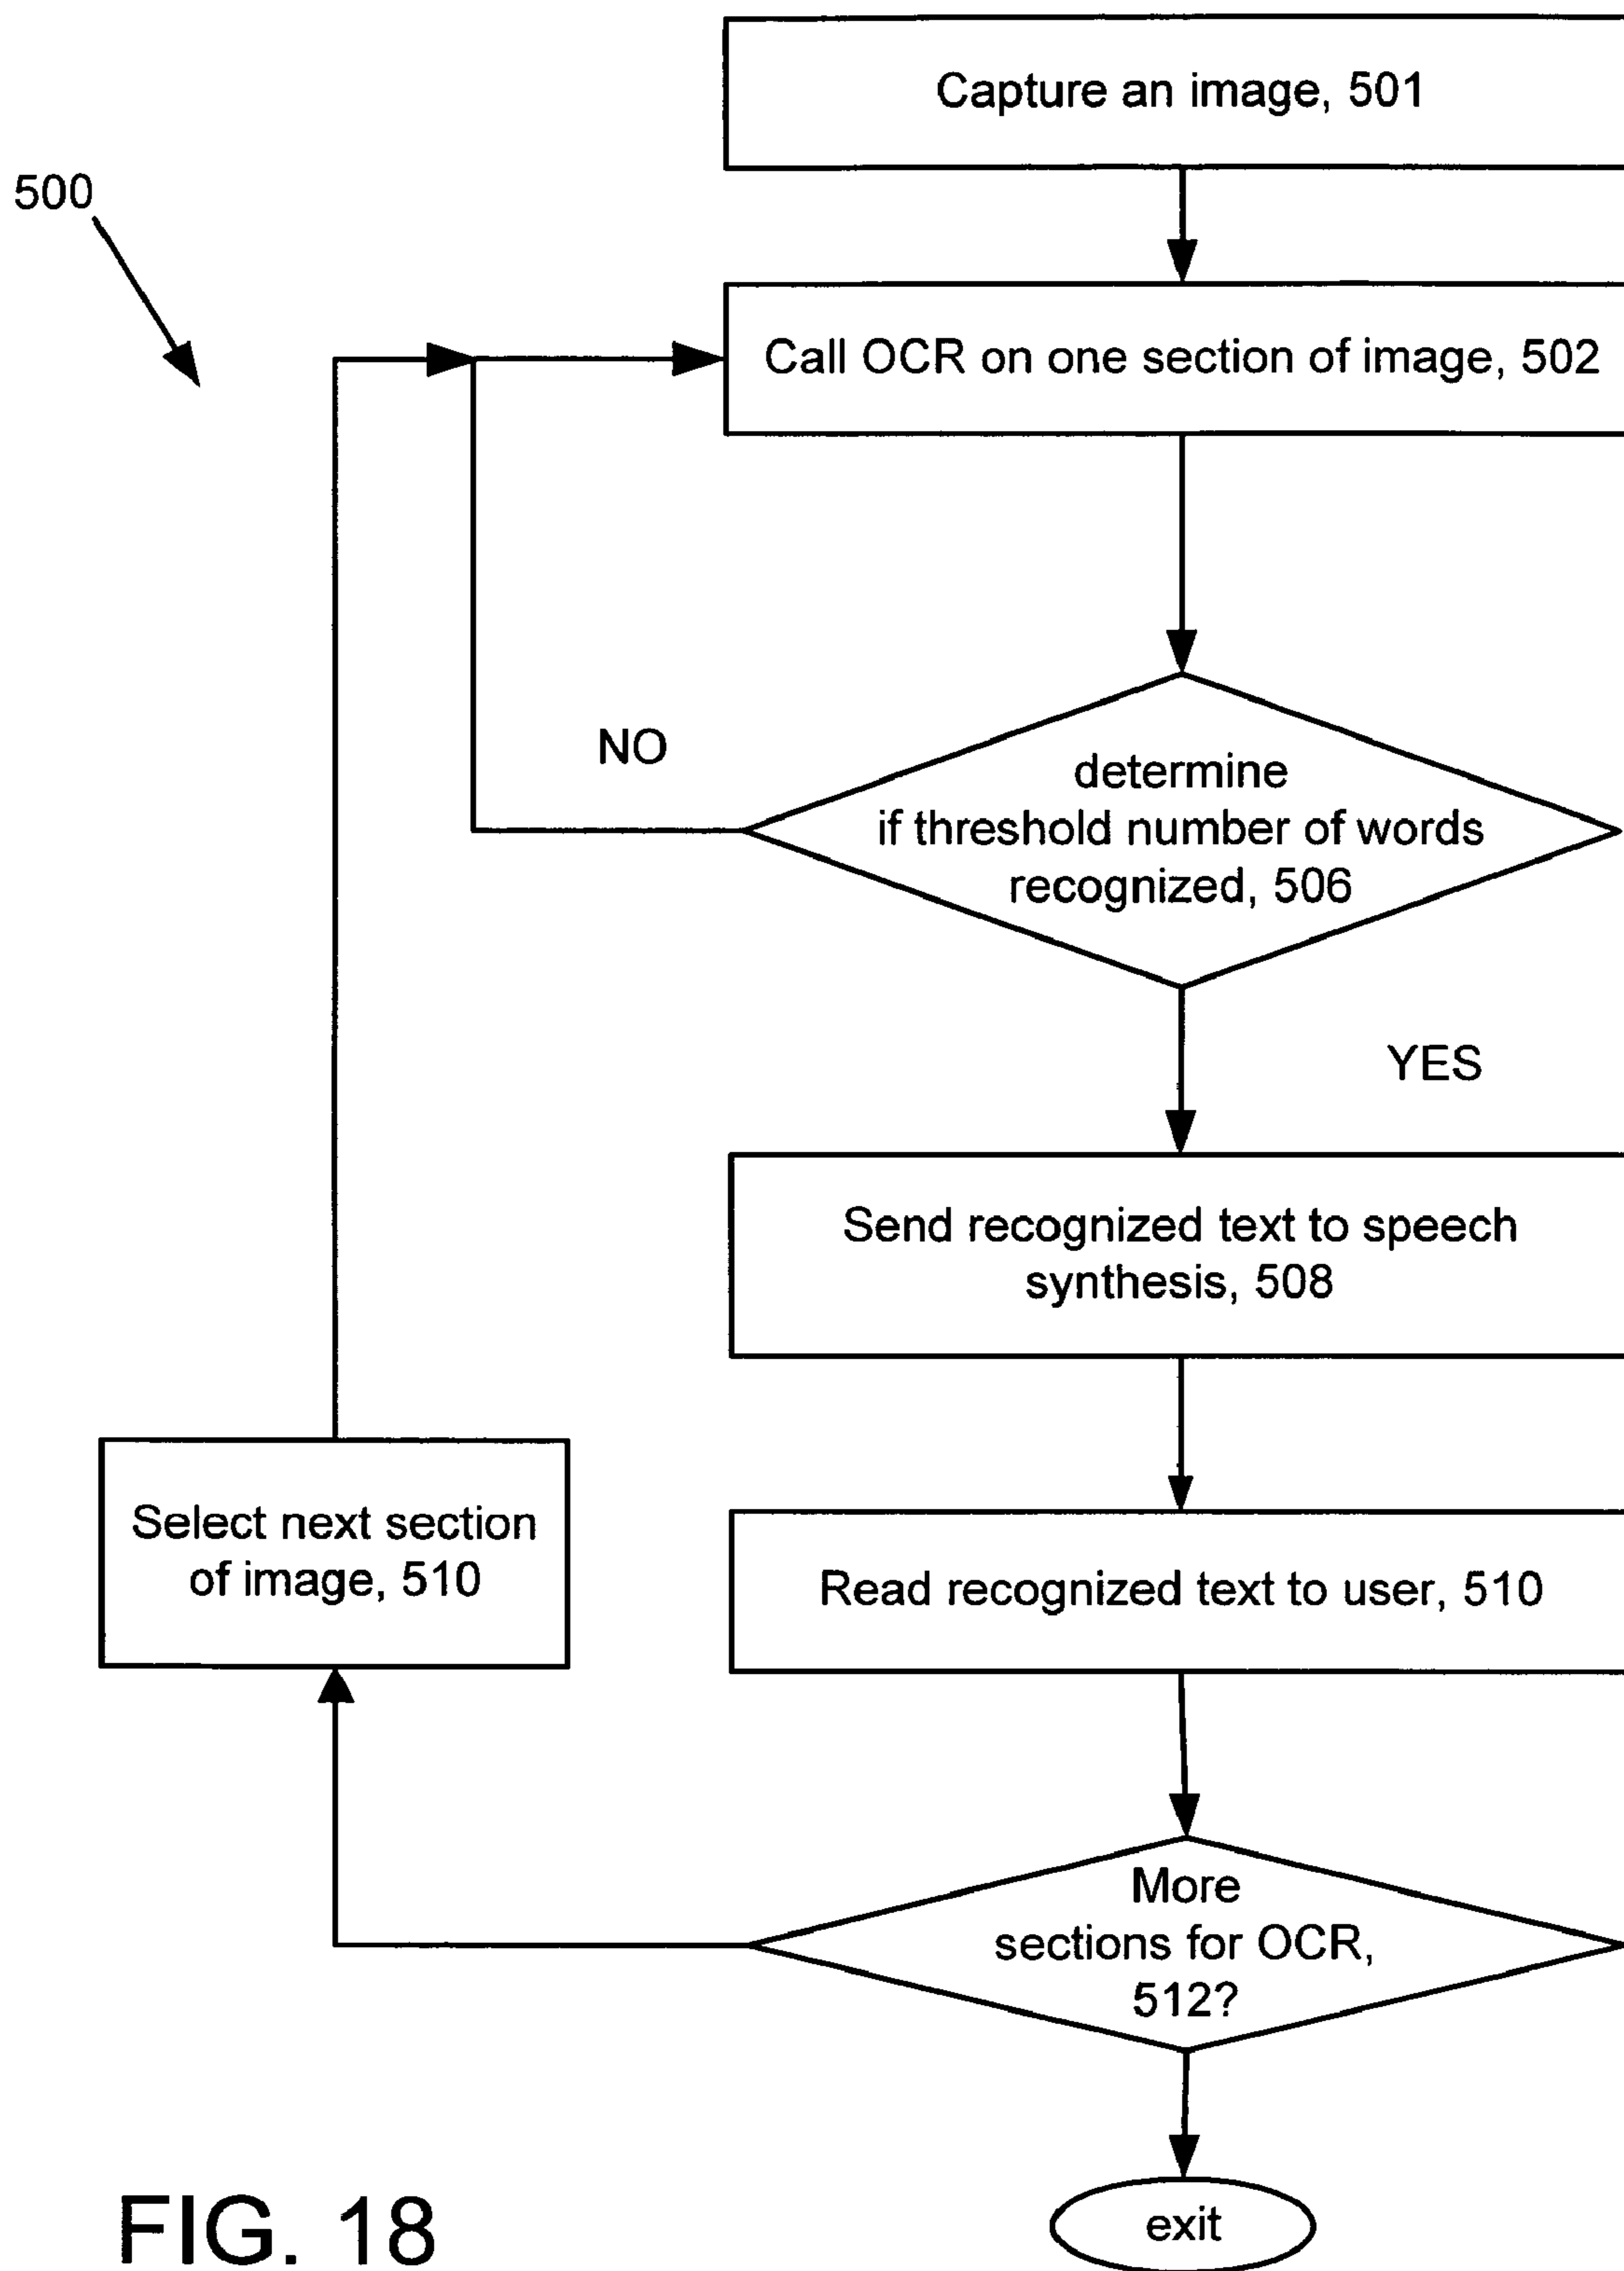 Capture an image, 501
500
Call OCR on one section of image, 502
NO
determine
if threshold number of words
recognized, 506
YES
Send recognized text to speech
synthesis, 508
Select next section
of image, 510
Read recognized text to user, 510
More
sections for OCR,
512?
exit
FIG. 18